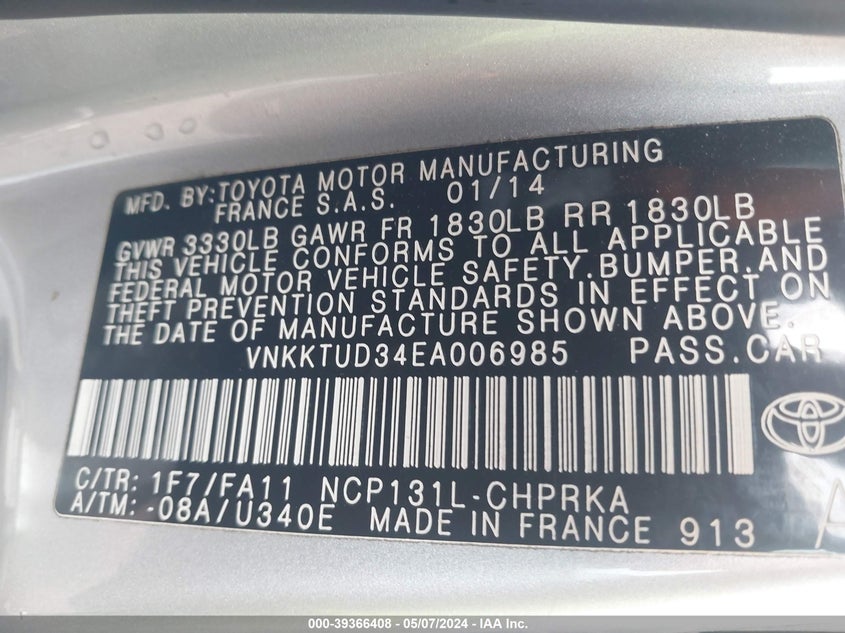 MFD. BY:TOYOTA MOTOR MANUFACTURING
FRANCE S.A.S. 01/14
GVWR 3330LB GAWR FR 1830LB RR 1830LB
THIS VEHICLE CONFORMS TO ALL APPLICABLE
FEDERAL MOTOR VEHICLE SAFETY,BUMPER,AND
THEFT PREVENTION STANDARDS IN EFFECT ON
THE DATE OF MANUFACTURE SHOWN ABOVE.
VNKKTUD34EA006985 PASS.CAR
C/TR: 1F7/FA11 NCP131L-CHPRKA
A/TM: -08A/U340E MADE IN FRANCE 913
A
000-39366408 - 05/07/2024 - IAA Inc.